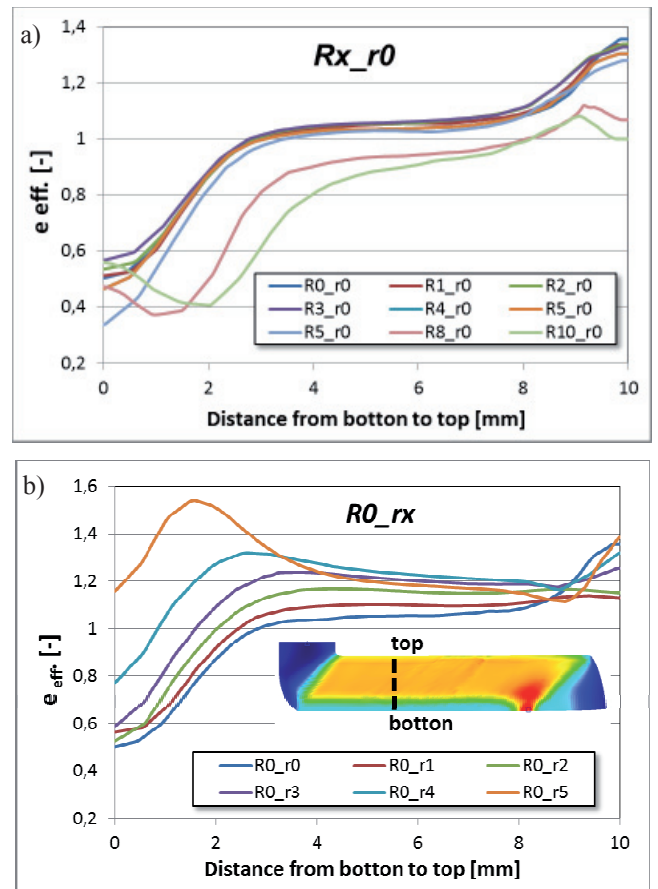 a)
Rx_r0
e eff. [-]
1,4
1,2
1
0,8
0,6
0,4
0,2
R0_r0 R1_r0 R2_r0
R3_r0 R4_r0 R5_r0
R5_r0 R8_r0 R10_r0
0 2 4 6 8 10
Distance from botton to top [mm]
b)
R0_rx
e eff. [-]
1,6
1,4
1,2
1
0,8
0,6
0,4
0,2
top
botton
R0_r0 R0_r1 R0_r2
R0_r3 R0_r4 R0_r5
0 2 4 6 8 10
Distance from botton to top [mm]